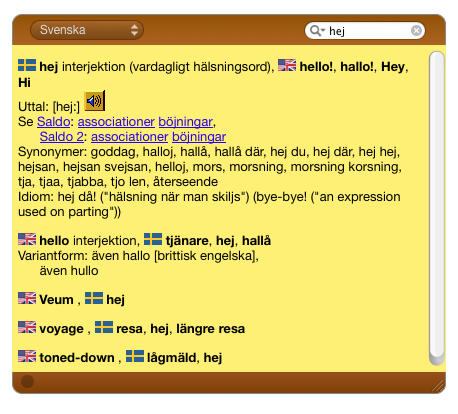 Svenska
hej
hej interjektion (vardagligt hälsningsord), hello!, hallo!, Hey,
Hi
Uttal: [hej:]
Se Saldo: associationer böjningar,
Saldo 2: associationer böjningar
Synonymer: goddag, halloj, hallå, hallå där, hej du, hej där, hej hej,
hejsan, hejsan svejsan, helloj, mors, morsning, morsning korsning,
tja, tjaa, tjabba, tjo len, återseende
Idiom: hej då! ("hälsning när man skiljs") (bye-bye! ("an expression
used on parting"))
hello interjektion, tjänare, hej, hallå
Variantform: även hallo [brittisk engelska],
även hullo
Veum , hej
voyage , resa, hej, längre resa
toned-down , lågmäld, hej